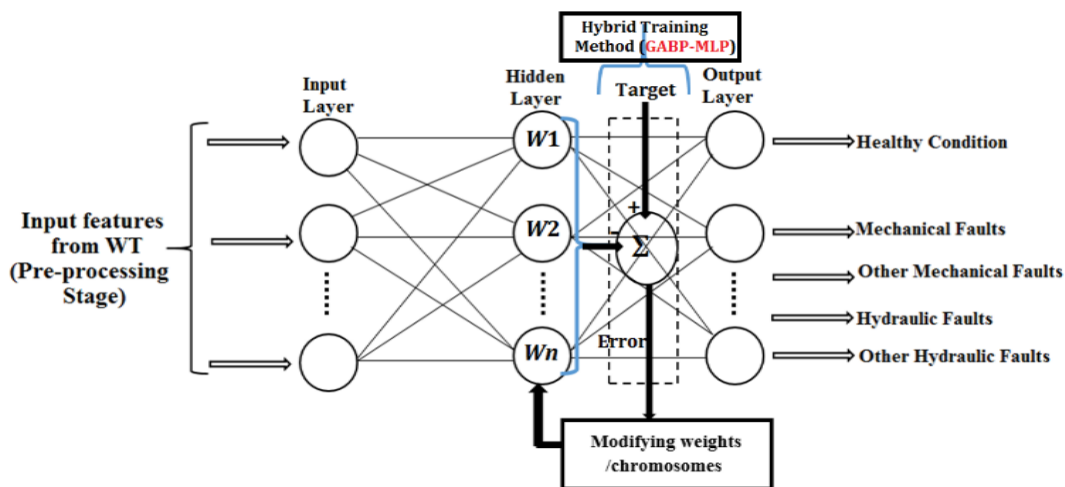 Hybrid Training
Method (GABP-MLP)
Input
Layer
Hidden
Layer
Target
Output
Layer
W1
W2
Wn
+
-
Σ
Error
Input features
from WT
(Pre-processing
Stage)
Healthy Condition
Mechanical Faults
Other Mechanical Faults
Hydraulic Faults
Other Hydraulic Faults
Modifying weights
/chromosomes